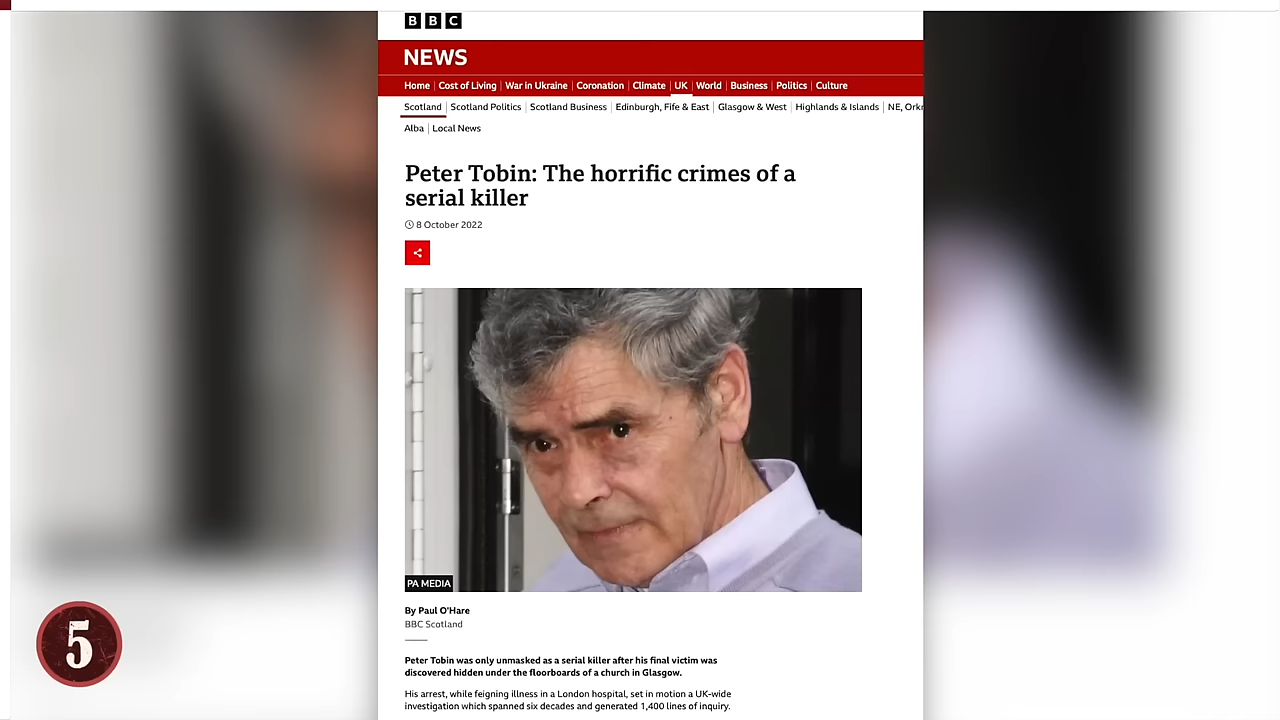 BBC
NEWS
Home Cost of Living War in Ukraine Coronation Climate UK World Business Politics Culture
Scotland Scotland Politics Scotland Business Edinburgh, Fife & East Glasgow & West Highlands & Islands NE,
Alba Local News
Peter Tobin: The horrific crimes of a
serial killer
8 October 2022
PA MEDIA
By Paul O'Hare
BBC Scotland
Peter Tobin was only unmasked as a serial killer after his final victim was
discovered hidden under the floorboards of a church in Glasgow.
His arrest, while feigning illness in a London hospital, set in motion a UK-wide
investigation which spanned six decades and generated 1,400 lines of inquiry.
5